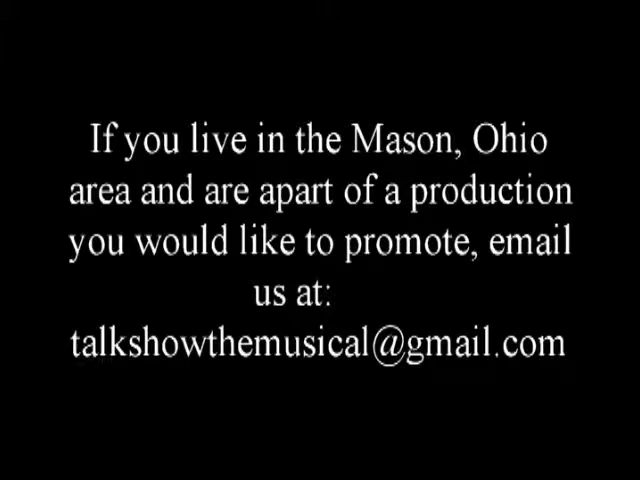 If you live in the Mason, Ohio
area and are apart of a production
you would like to promote, email
us at:
talkshowthemusical@gmail.com